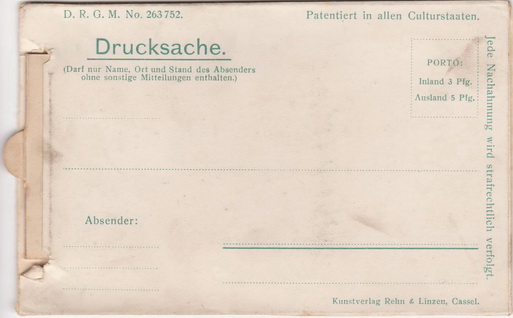 D. R. G. M. No. 263752.
Patentiert in allen Culturstaaten.
Drucksache.
(Darf nur Name, Ort und Stand des Absenders
ohne sonstige Mitteilungen enthalten.)
PORTO:
Inland 3 Pfg.
Ausland 5 Pfg.
Jede Nachahmung wird strafrechtlich verfolgt.
Absender:
Kunstverlag Rehn & Linzen, Cassel.